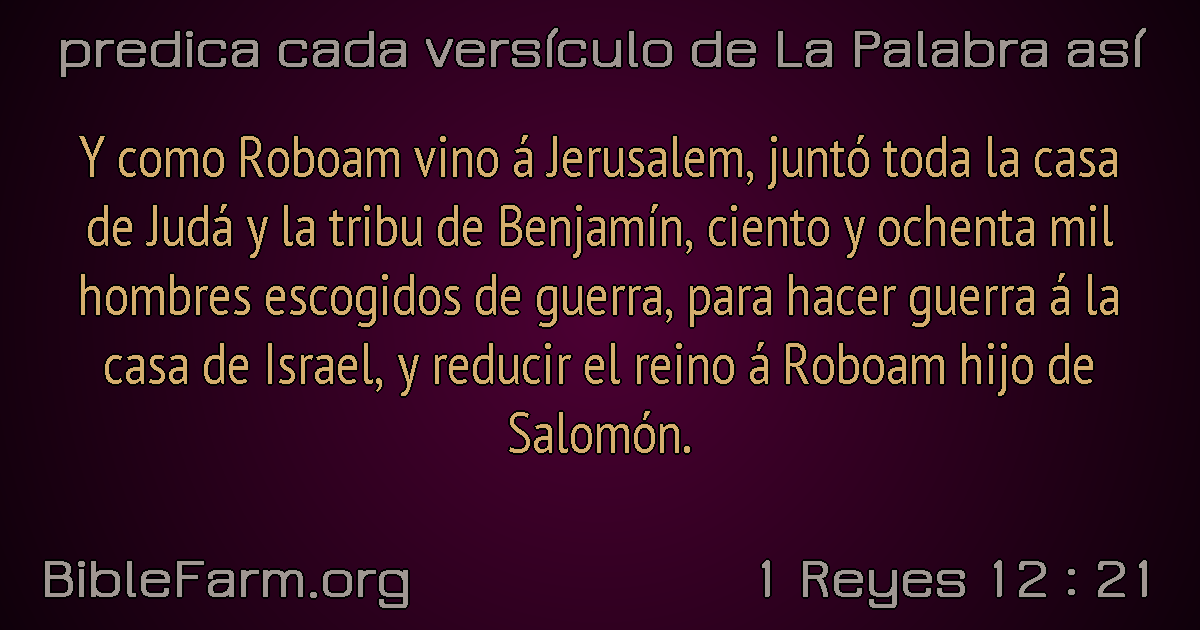 predica cada versículo de La Palabra así
Y como Roboam vino á Jerusalem, juntó toda la casa
de Judá y la tribu de Benjamín, ciento y ochenta mil
hombres escogidos de guerra, para hacer guerra á la
casa de Israel, y reducir el reino á Roboam hijo de
Salomón.
BibleFarm.org
1 Reyes 12 : 21